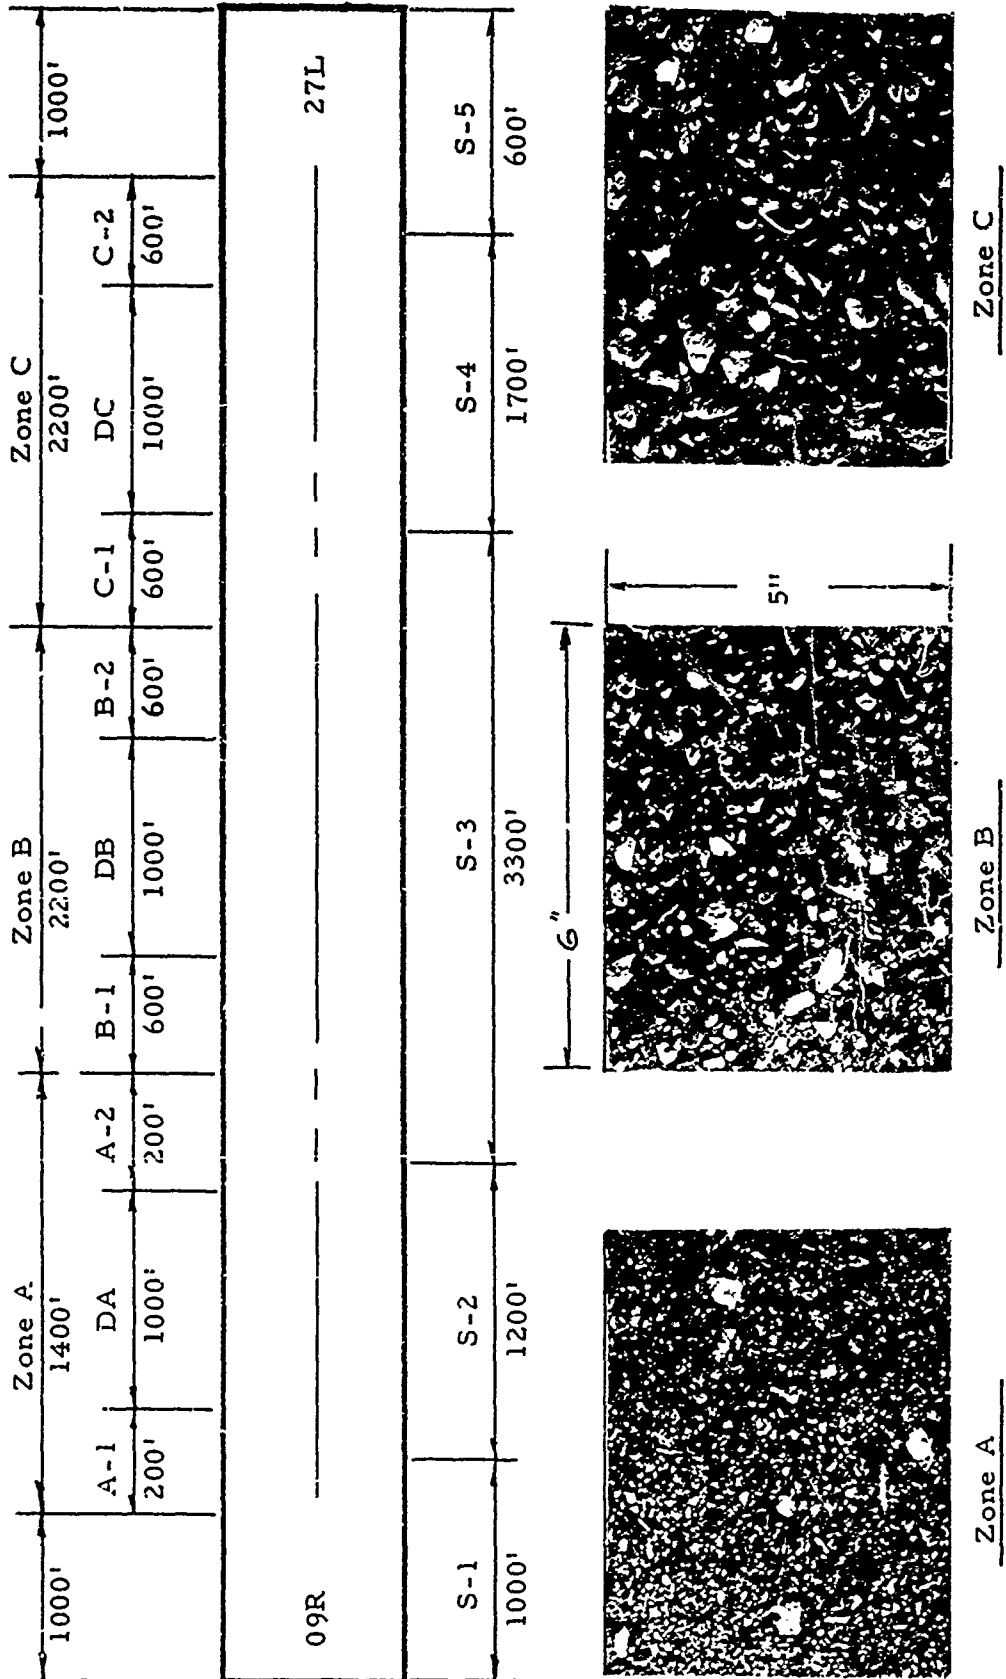 1000'
Zone A
1400'
Zone B
2200'
Zone C
2200'
1000'
A-1
200'
DA
1000'
A-2
200'
B-1
600'
DB
1000'
B-2
600'
C-1
600'
DC
1000'
C-2
600'
09R
27L
S-1
1000'
S-2
1200'
S-3
3300'
S-4
1700'
S-5
600'
6"
5"
Zone A
Zone B
Zone C